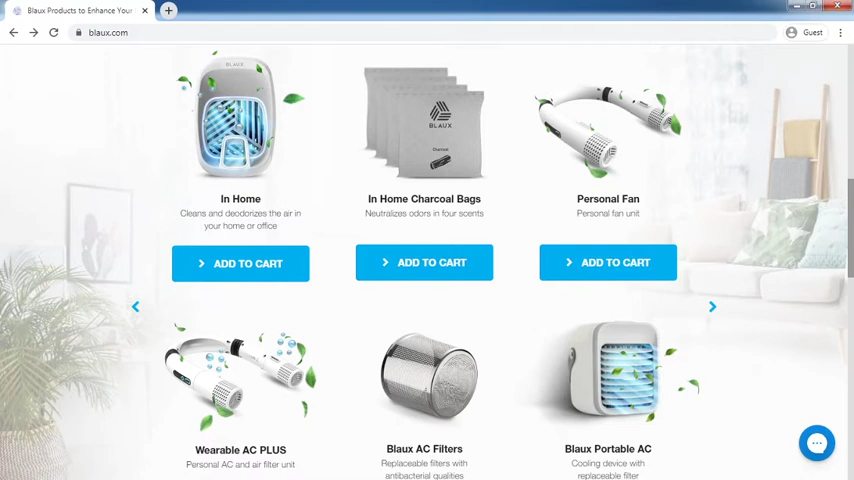 Blaux Products to Enhance Your
blaux.com
Guest
BLAUX
BLAUX
Charcoal
In Home
Cleans and deodorizes the air in
your home or office
In Home Charcoal Bags
Neutralizes odors in four scents
Personal Fan
Personal fan unit
ADD TO CART
ADD TO CART
ADD TO CART
Wearable AC PLUS
Personal AC and air filter unit
Blaux AC Filters
Replaceable filters with
antibacterial qualities
Blaux Portable AC
Cooling device with
replaceable filter